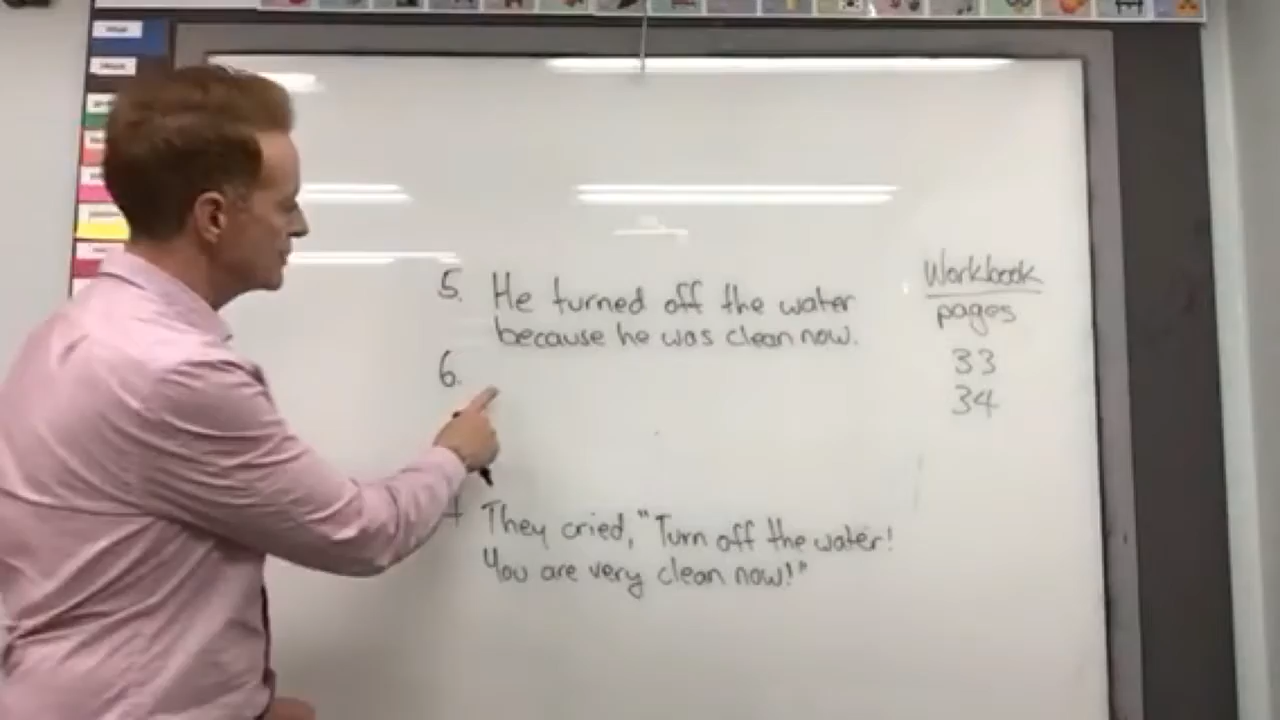 5. He turned off the water
because he was clean now.
6.
They cried, "Turn off the water!
You are very clean now!"
Workbook
pages
33
34